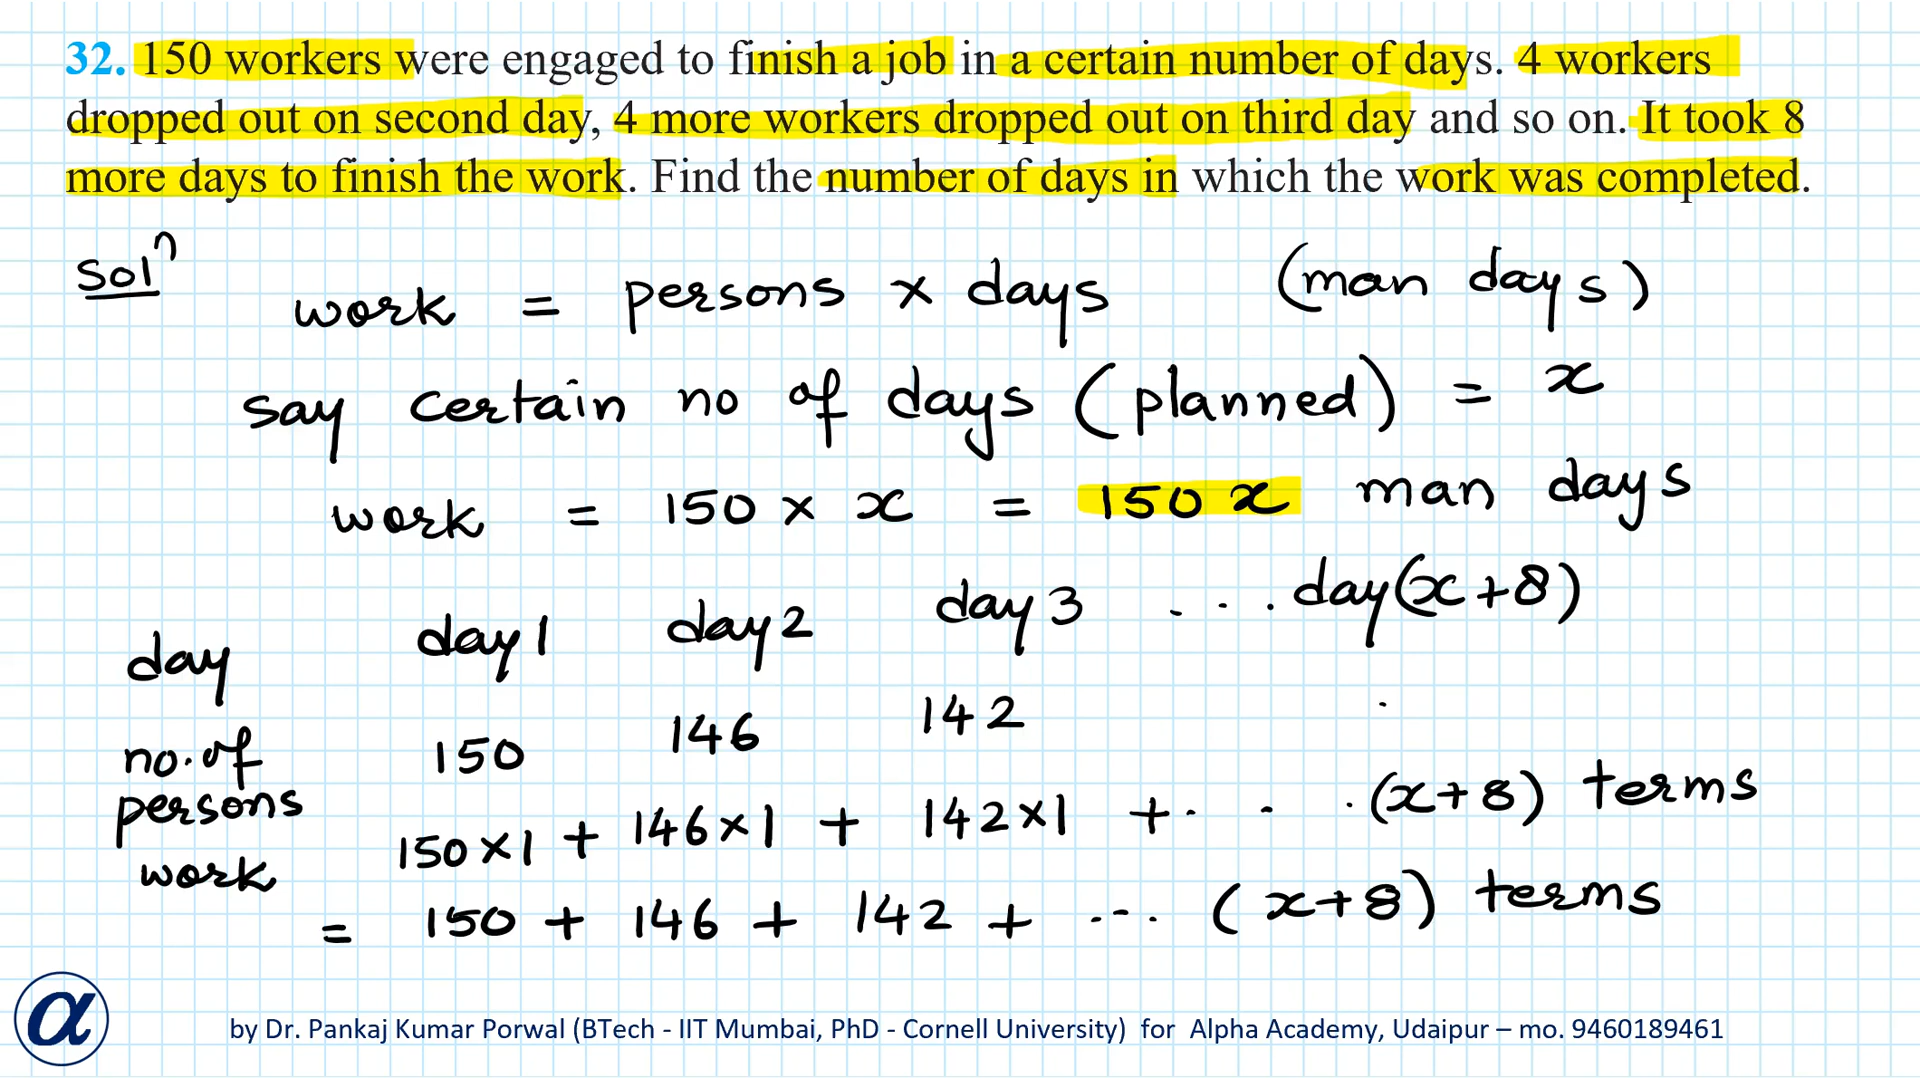 32. 150 workers were engaged to finish a job in a certain number of days. 4 workers
dropped out on second day, 4 more workers dropped out on third day and so on. It took 8
more days to finish the work. Find the number of days in which the work was completed.
Solⁿ
work = persons × days (man days)
say certain no of days (planned) = x
work = 150 × x = 150 x man days
day day 1 day 2 day 3 ... day (x+8)
no. of persons 150 146 142 .
work 150×1 + 146×1 + 142×1 + . . . (x+8) terms
= 150 + 146 + 142 + ... (x+8) terms
α
by Dr. Pankaj Kumar Porwal (BTech - IIT Mumbai, PhD - Cornell University) for Alpha Academy, Udaipur – mo. 9460189461